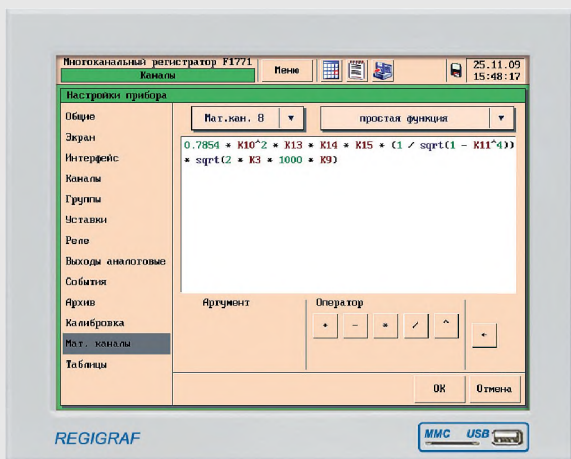 Многоканальный регистратор F1771
Каналы
Меню
25.11.09
15:48:17
Настройки прибора
Общие
Экран
Интерфейс
Каналы
Группы
Уставки
Реле
Выходы аналоговые
События
Архив
Калибровка
Мат. каналы
Таблицы
Мат.кан. 8
простая функция
0.7854 * K10^2 * K13 * K14 * K15 * (1 / sqrt(1 - K11^4))
* sqrt(2 * K3 * 1000 * K9)
Аргумент
Оператор
+ - * / ^
←
OK
Отмена
REGIGRAF
MMC USB